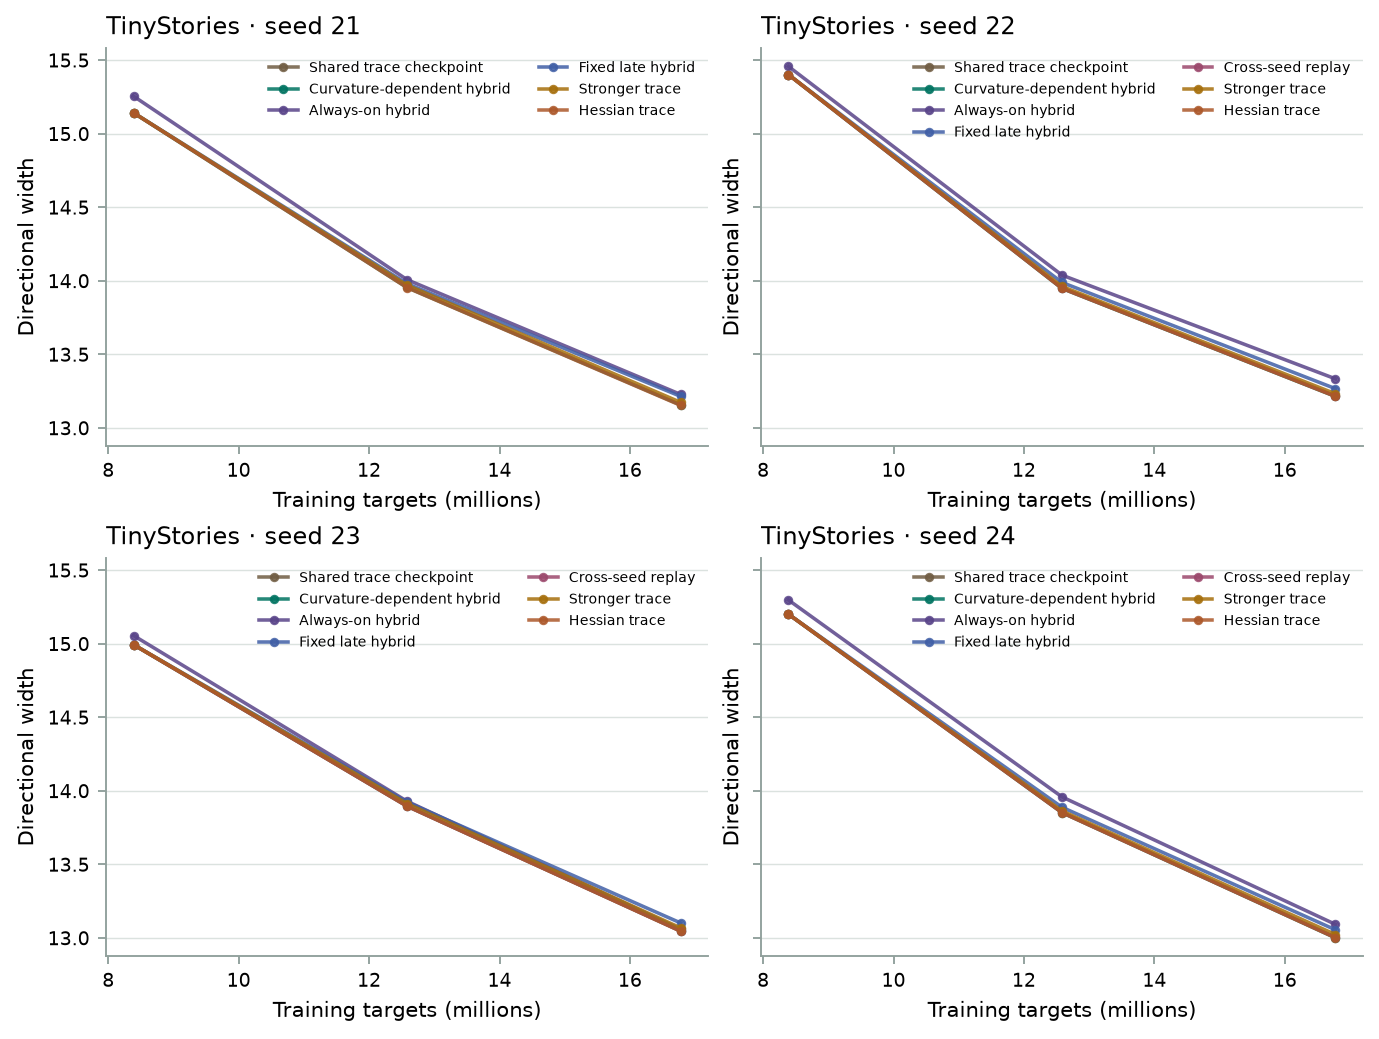 TinyStories · seed 21
15.5
15.0
14.5
14.0
13.5
13.0
Directional width
Shared trace checkpoint
Curvature-dependent hybrid
Always-on hybrid
Fixed late hybrid
Stronger trace
Hessian trace
8 10 12 14 16
Training targets (millions)
TinyStories · seed 22
Directional width
Shared trace checkpoint
Curvature-dependent hybrid
Always-on hybrid
Fixed late hybrid
Cross-seed replay
Stronger trace
Hessian trace
8 10 12 14 16
Training targets (millions)
TinyStories · seed 23
15.5
15.0
14.5
14.0
13.5
13.0
Directional width
Shared trace checkpoint
Curvature-dependent hybrid
Always-on hybrid
Fixed late hybrid
Cross-seed replay
Stronger trace
Hessian trace
8 10 12 14 16
Training targets (millions)
TinyStories · seed 24
Directional width
Shared trace checkpoint
Curvature-dependent hybrid
Always-on hybrid
Fixed late hybrid
Cross-seed replay
Stronger trace
Hessian trace
8 10 12 14 16
Training targets (millions)